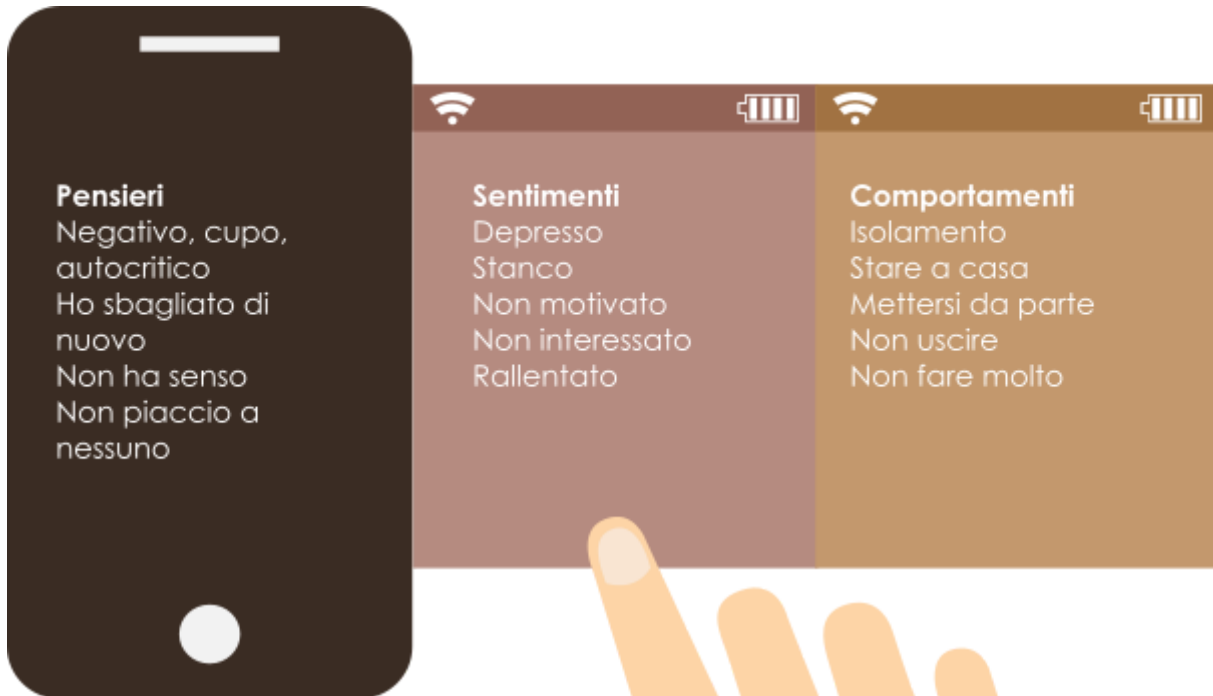 Pensieri
Negativo, cupo,
autocritico
Ho sbagliato di
nuovo
Non ha senso
Non piaccio a
nessuno
Sentimenti
Depresso
Stanco
Non motivato
Non interessato
Rallentato
Comportamenti
Isolamento
Stare a casa
Mettersi da parte
Non uscire
Non fare molto